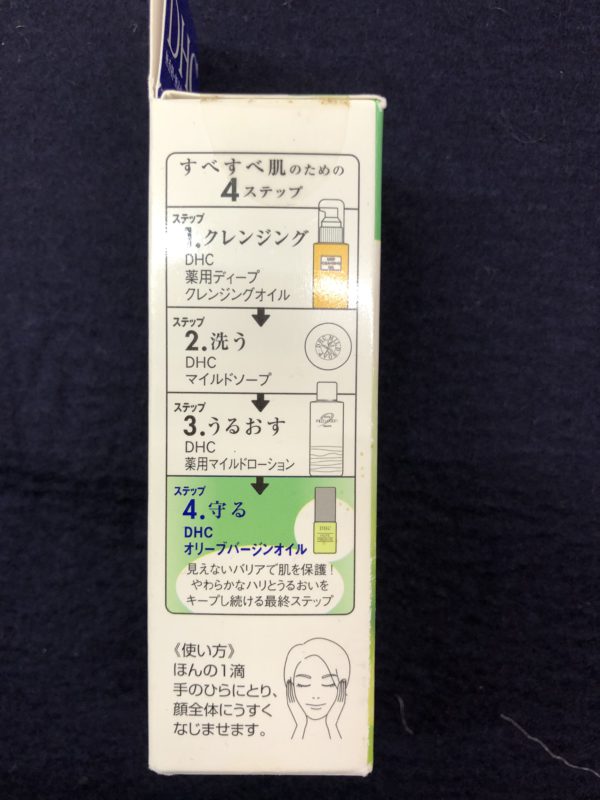 DHC
すべすべ肌のための
4ステップ
ステップ
1.クレンジング
DHC
薬用ディープ
クレンジングオイル
ステップ
2.洗う
DHC
マイルドソープ
ステップ
3.うるおす
DHC
薬用マイルドローション
ステップ
4.守る
DHC
オリーブバージンオイル
DHC
見えないバリアで肌を保護!
やわらかなハリとうるおいを
キープし続ける最終ステップ
《使い方》
ほんの1滴
手のひらにとり、
顔全体にうすく
なじませます。